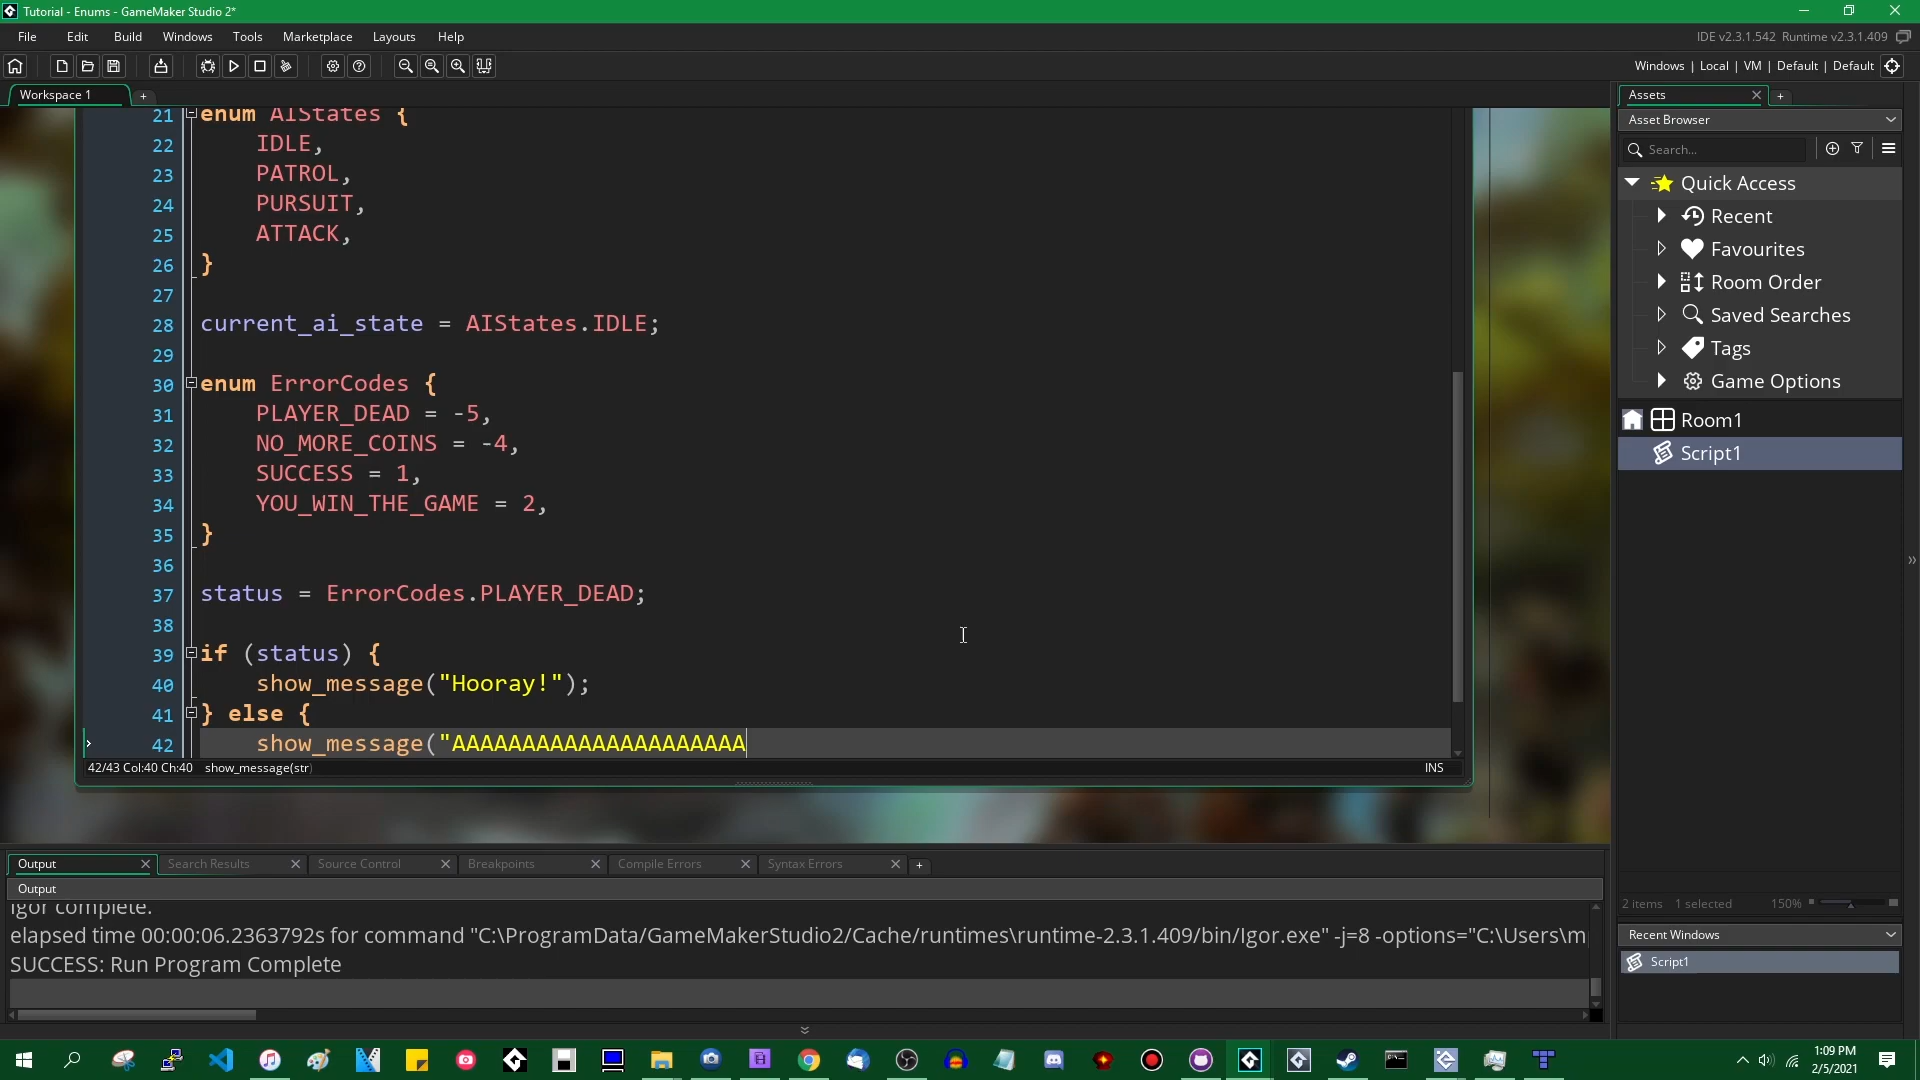 Tutorial - Enums - GameMaker Studio 2*
File Edit Build Windows Tools Marketplace Layouts Help
IDE v2.3.1.542 Runtime v2.3.1.409
Windows | Local | VM | Default | Default
Workspace 1
21 enum AIStates {
22 IDLE,
23 PATROL,
24 PURSUIT,
25 ATTACK,
26 }
27
28 current_ai_state = AIStates.IDLE;
29
30 enum ErrorCodes {
31 PLAYER_DEAD = -5,
32 NO_MORE_COINS = -4,
33 SUCCESS = 1,
34 YOU_WIN_THE_GAME = 2,
35 }
36
37 status = ErrorCodes.PLAYER_DEAD;
38
39 if (status) {
40 show_message("Hooray!");
41 } else {
42 show_message("AAAAAAAAAAAAAAAAAAAAA
42/43 Col:40 Ch:40 show_message(str)
INS
Assets
Asset Browser
Search...
Quick Access
Recent
Favourites
Room Order
Saved Searches
Tags
Game Options
Room1
Script1
2 items 1 selected 150%
Recent Windows
Script1
Output Search Results Source Control Breakpoints Compile Errors Syntax Errors
Output
Igor complete.
elapsed time 00:00:06.2363792s for command "C:\ProgramData/GameMakerStudio2/Cache/runtimes\runtime-2.3.1.409/bin/Igor.exe" -j=8 -options="C:\Users\m
SUCCESS: Run Program Complete
1:09 PM
2/5/2021